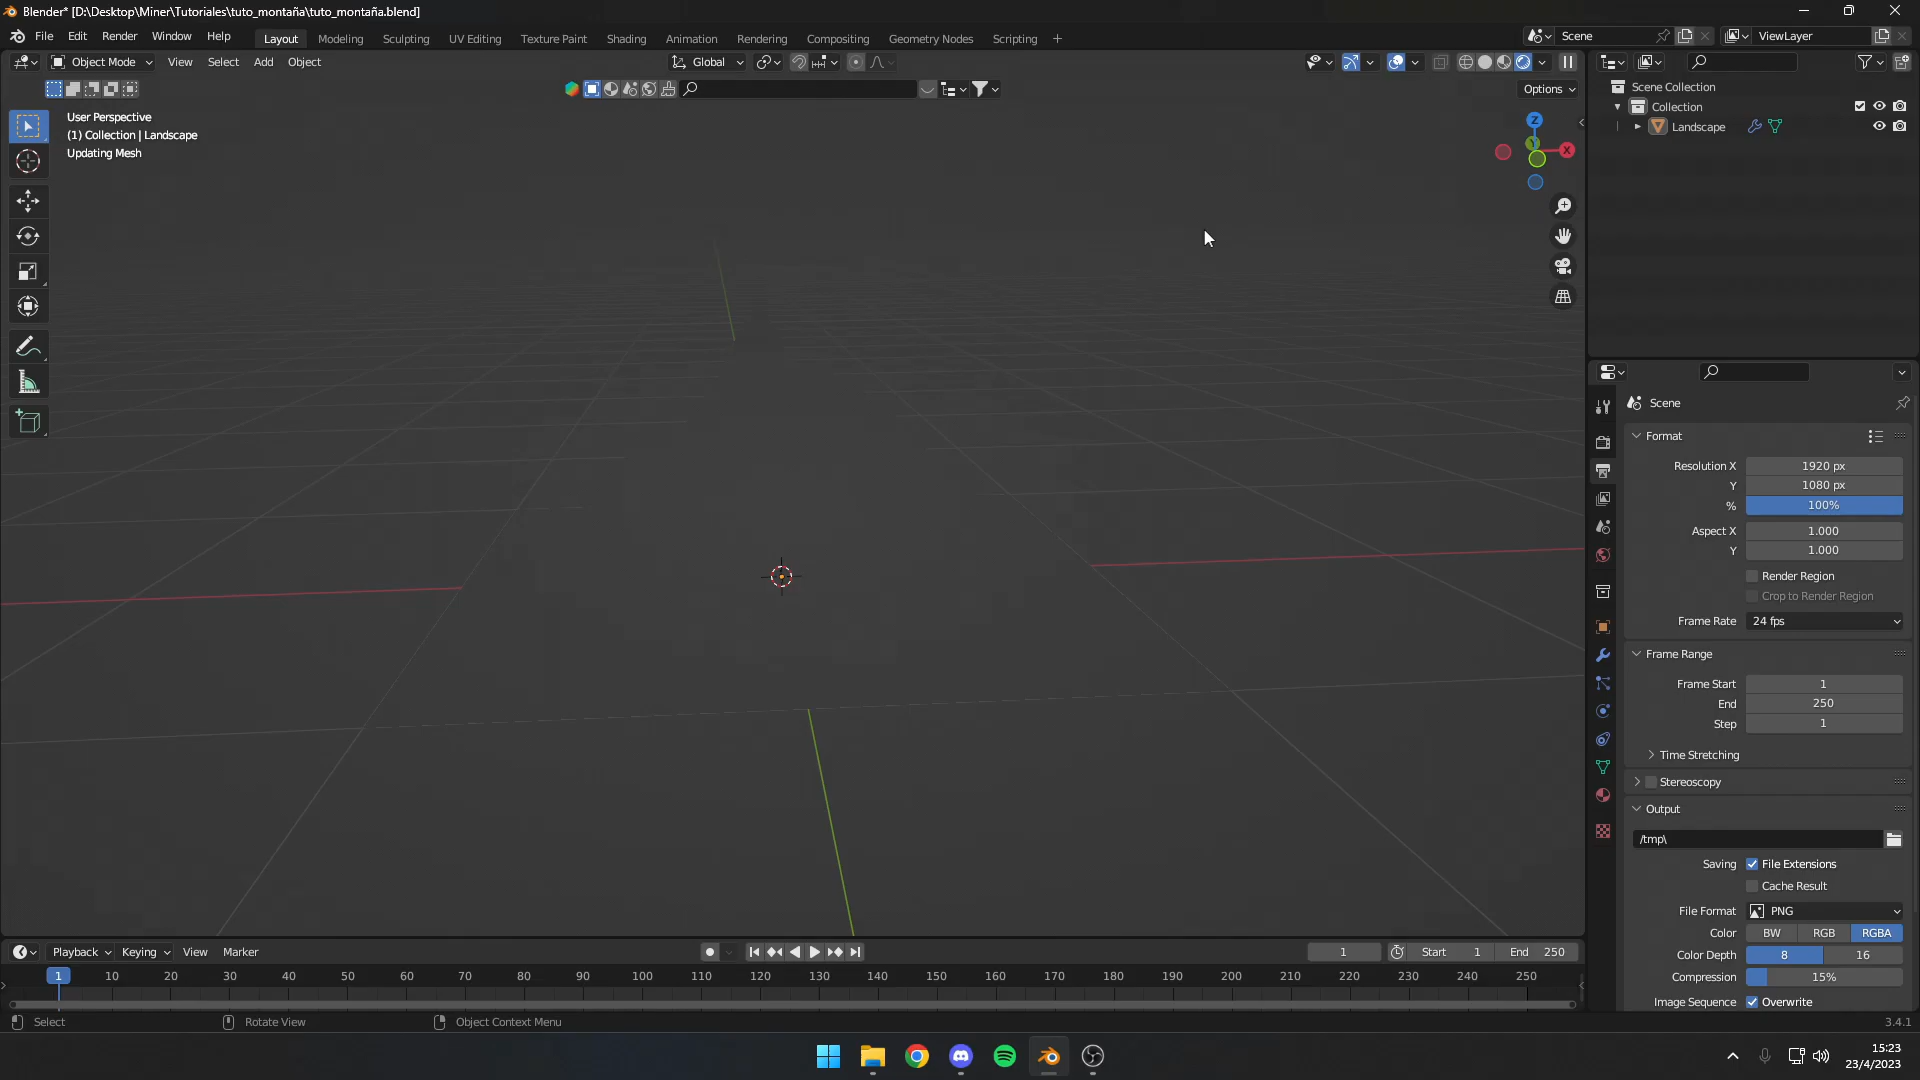 Blender* [D:\Desktop\Miner\Tutoriales\tuto_montaña\tuto_montaña.blend]
File Edit Render Window Help Layout Modeling Sculpting UV Editing Texture Paint Shading Animation Rendering Compositing Geometry Nodes Scripting + Scene ViewLayer
Object Mode View Select Add Object Global
Options
User Perspective
(1) Collection | Landscape
Updating Mesh
Z
Y
X
Scene Collection
Collection
Landscape
Scene
Format
Resolution X 1920 px
Y 1080 px
% 100%
Aspect X 1.000
Y 1.000
Render Region
Crop to Render Region
Frame Rate 24 fps
Frame Range
Frame Start 1
End 250
Step 1
Time Stretching
Stereoscopy
Output
/tmp\
Saving File Extensions
Cache Result
File Format PNG
Color BW RGB RGBA
Color Depth 8 16
Compression 15%
Image Sequence Overwrite
Playback Keying View Marker 1 Start 1 End 250
1 10 20 30 40 50 60 70 80 90 100 110 120 130 140 150 160 170 180 190 200 210 220 230 240 250
Select Rotate View Object Context Menu 3.4.1
15:23
23/4/2023